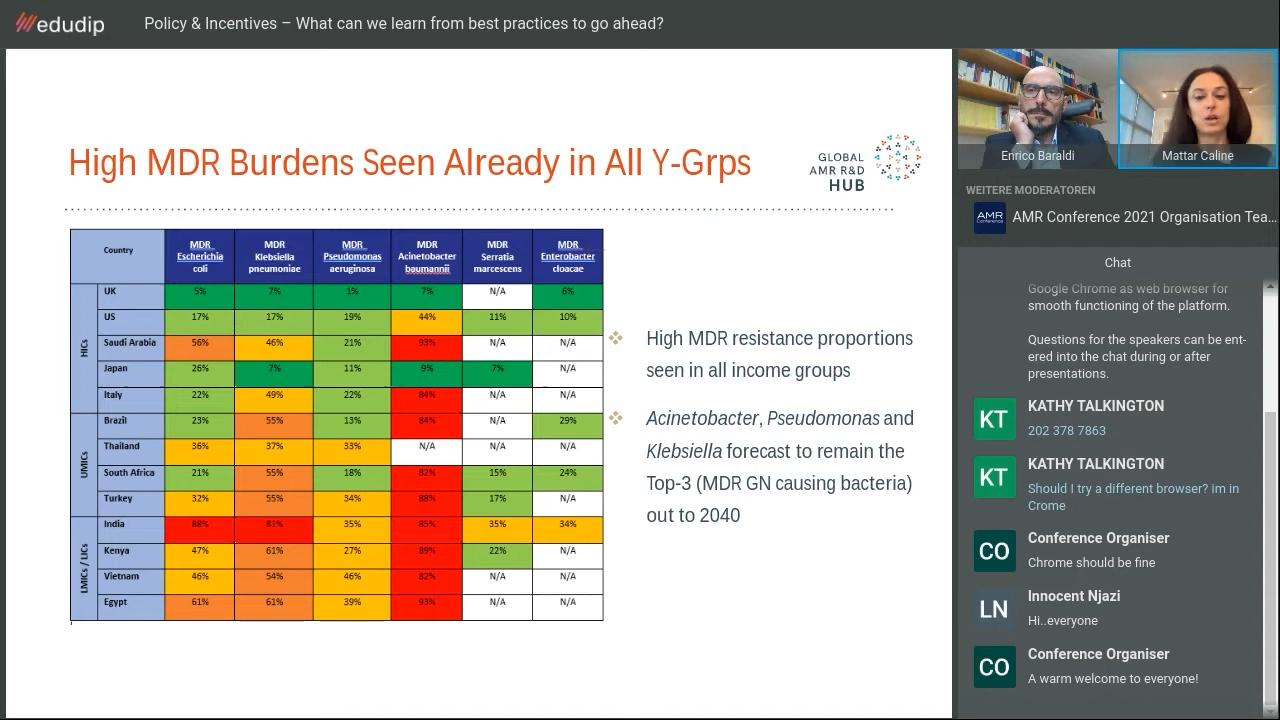 edudip
Policy & Incentives – What can we learn from best practices to go ahead?
High MDR Burdens Seen Already in All Y-Grps
GLOBAL
AMR R&D
HUB
Country MDR Escherichia coli MDR Klebsiella pneumoniae MDR Pseudomonas aeruginosa MDR Acinetobacter baumannii MDR Serratia marcescens MDR Enterobacter cloacae
HICs
UK 5% 7% 1% 7% N/A 6%
US 17% 17% 19% 44% 11% 10%
Saudi Arabia 56% 46% 21% 93% N/A N/A
Japan 26% 7% 11% 9% 7% N/A
Italy 22% 49% 22% 84% N/A N/A
UMICs
Brazil 23% 55% 13% 84% N/A 29%
Thailand 36% 37% 33% N/A N/A N/A
South Africa 21% 55% 18% 82% 15% 24%
Turkey 32% 55% 34% 88% 17% N/A
LMICs / LICs
India 88% 81% 35% 85% 35% 34%
Kenya 47% 61% 27% 89% 22% N/A
Vietnam 46% 54% 46% 82% N/A N/A
Egypt 61% 61% 39% 93% N/A N/A
High MDR resistance proportions
seen in all income groups
Acinetobacter, Pseudomonas and
Klebsiella forecast to remain the
Top-3 (MDR GN causing bacteria)
out to 2040
Enrico Baraldi
Mattar Caline
WEITERE MODERATOREN
AMR Conference
AMR Conference 2021 Organisation Tea...
Chat
Google Chrome as web browser for
smooth functioning of the platform.
Questions for the speakers can be ent-
ered into the chat during or after
presentations.
KT
KATHY TALKINGTON
202 378 7863
KT
KATHY TALKINGTON
Should I try a different browser? im in
Crome
CO
Conference Organiser
Chrome should be fine
LN
Innocent Njazi
Hi..everyone
CO
Conference Organiser
A warm welcome to everyone!